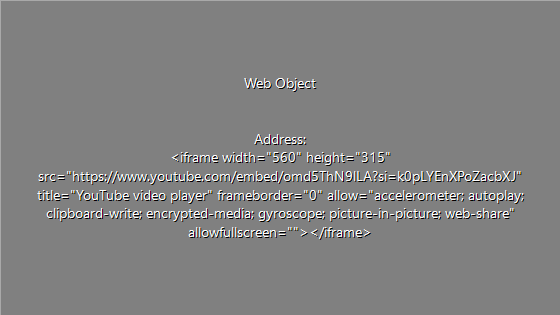 Web Object
Address:
<iframe width="560" height="315"
src="https://www.youtube.com/embed/omd5ThN9lLA?si=k0pLYEnXPoZacbXJ"
title="YouTube video player" frameborder="0" allow="accelerometer; autoplay;
clipboard-write; encrypted-media; gyroscope; picture-in-picture; web-share"
allowfullscreen=""></iframe>